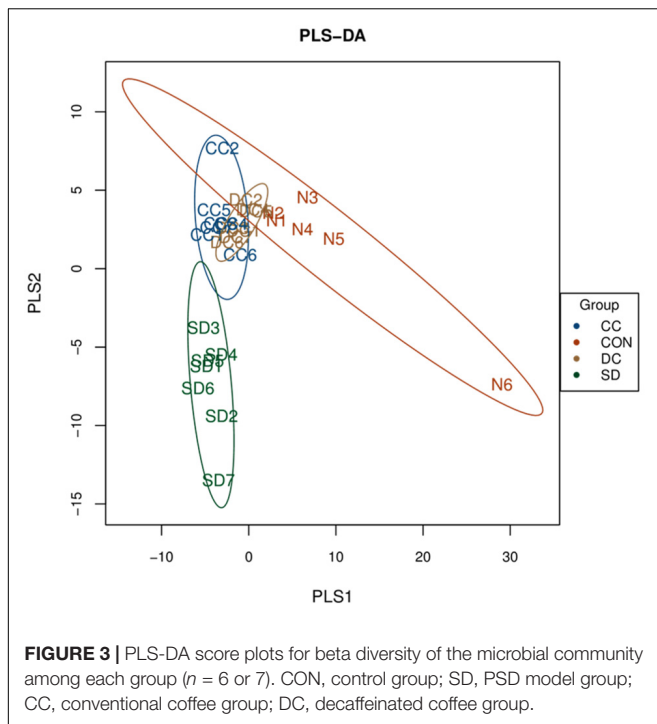 PLS-DA
10
5
0
-5
-10
-15
PLS2
CC2
DC2
N3
CC5
N2
N1
N4
N5
CC6
SD3
SD4
SD5
SD1
SD6
SD2
SD7
N6
-10 0 10 20 30
PLS1
Group
CC
CON
DC
SD
FIGURE 3 | PLS-DA score plots for beta diversity of the microbial community
among each group (n = 6 or 7). CON, control group; SD, PSD model group;
CC, conventional coffee group; DC, decaffeinated coffee group.